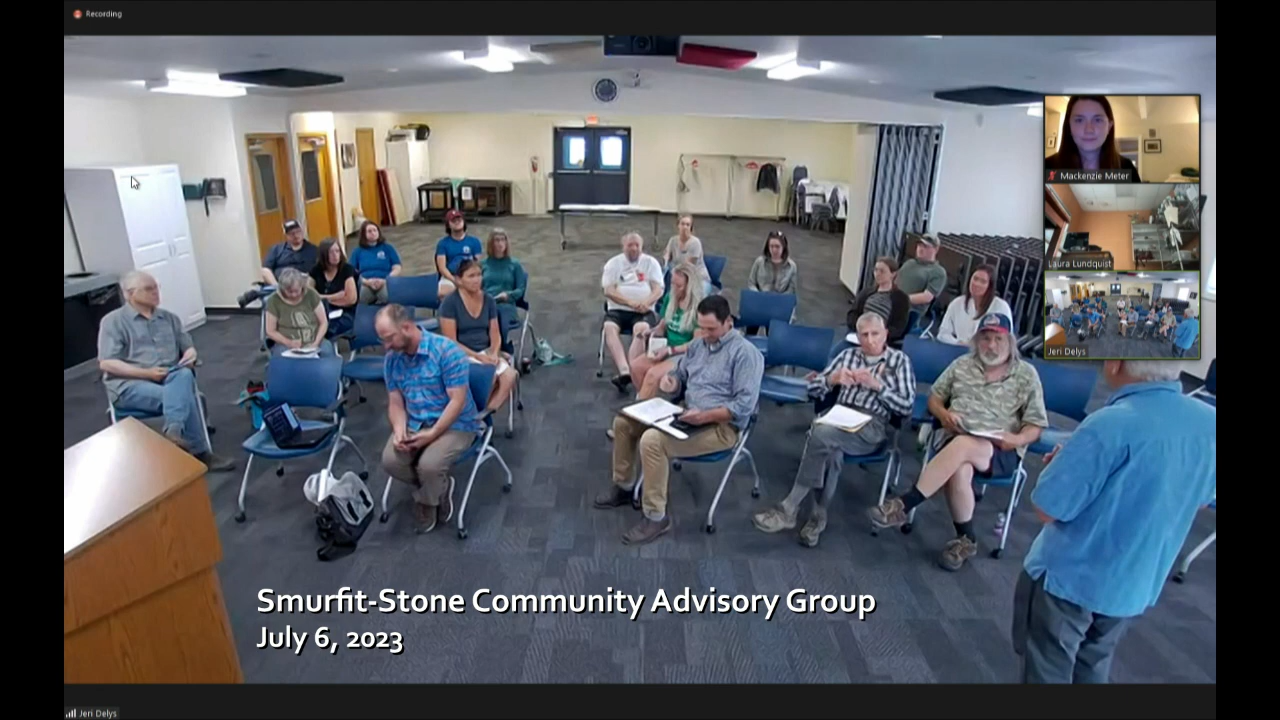 Recording
Mackenzie Meter
Laura Lundquist
Jeri Delys
Smurfit-Stone Community Advisory Group
July 6, 2023
Jeri Delys